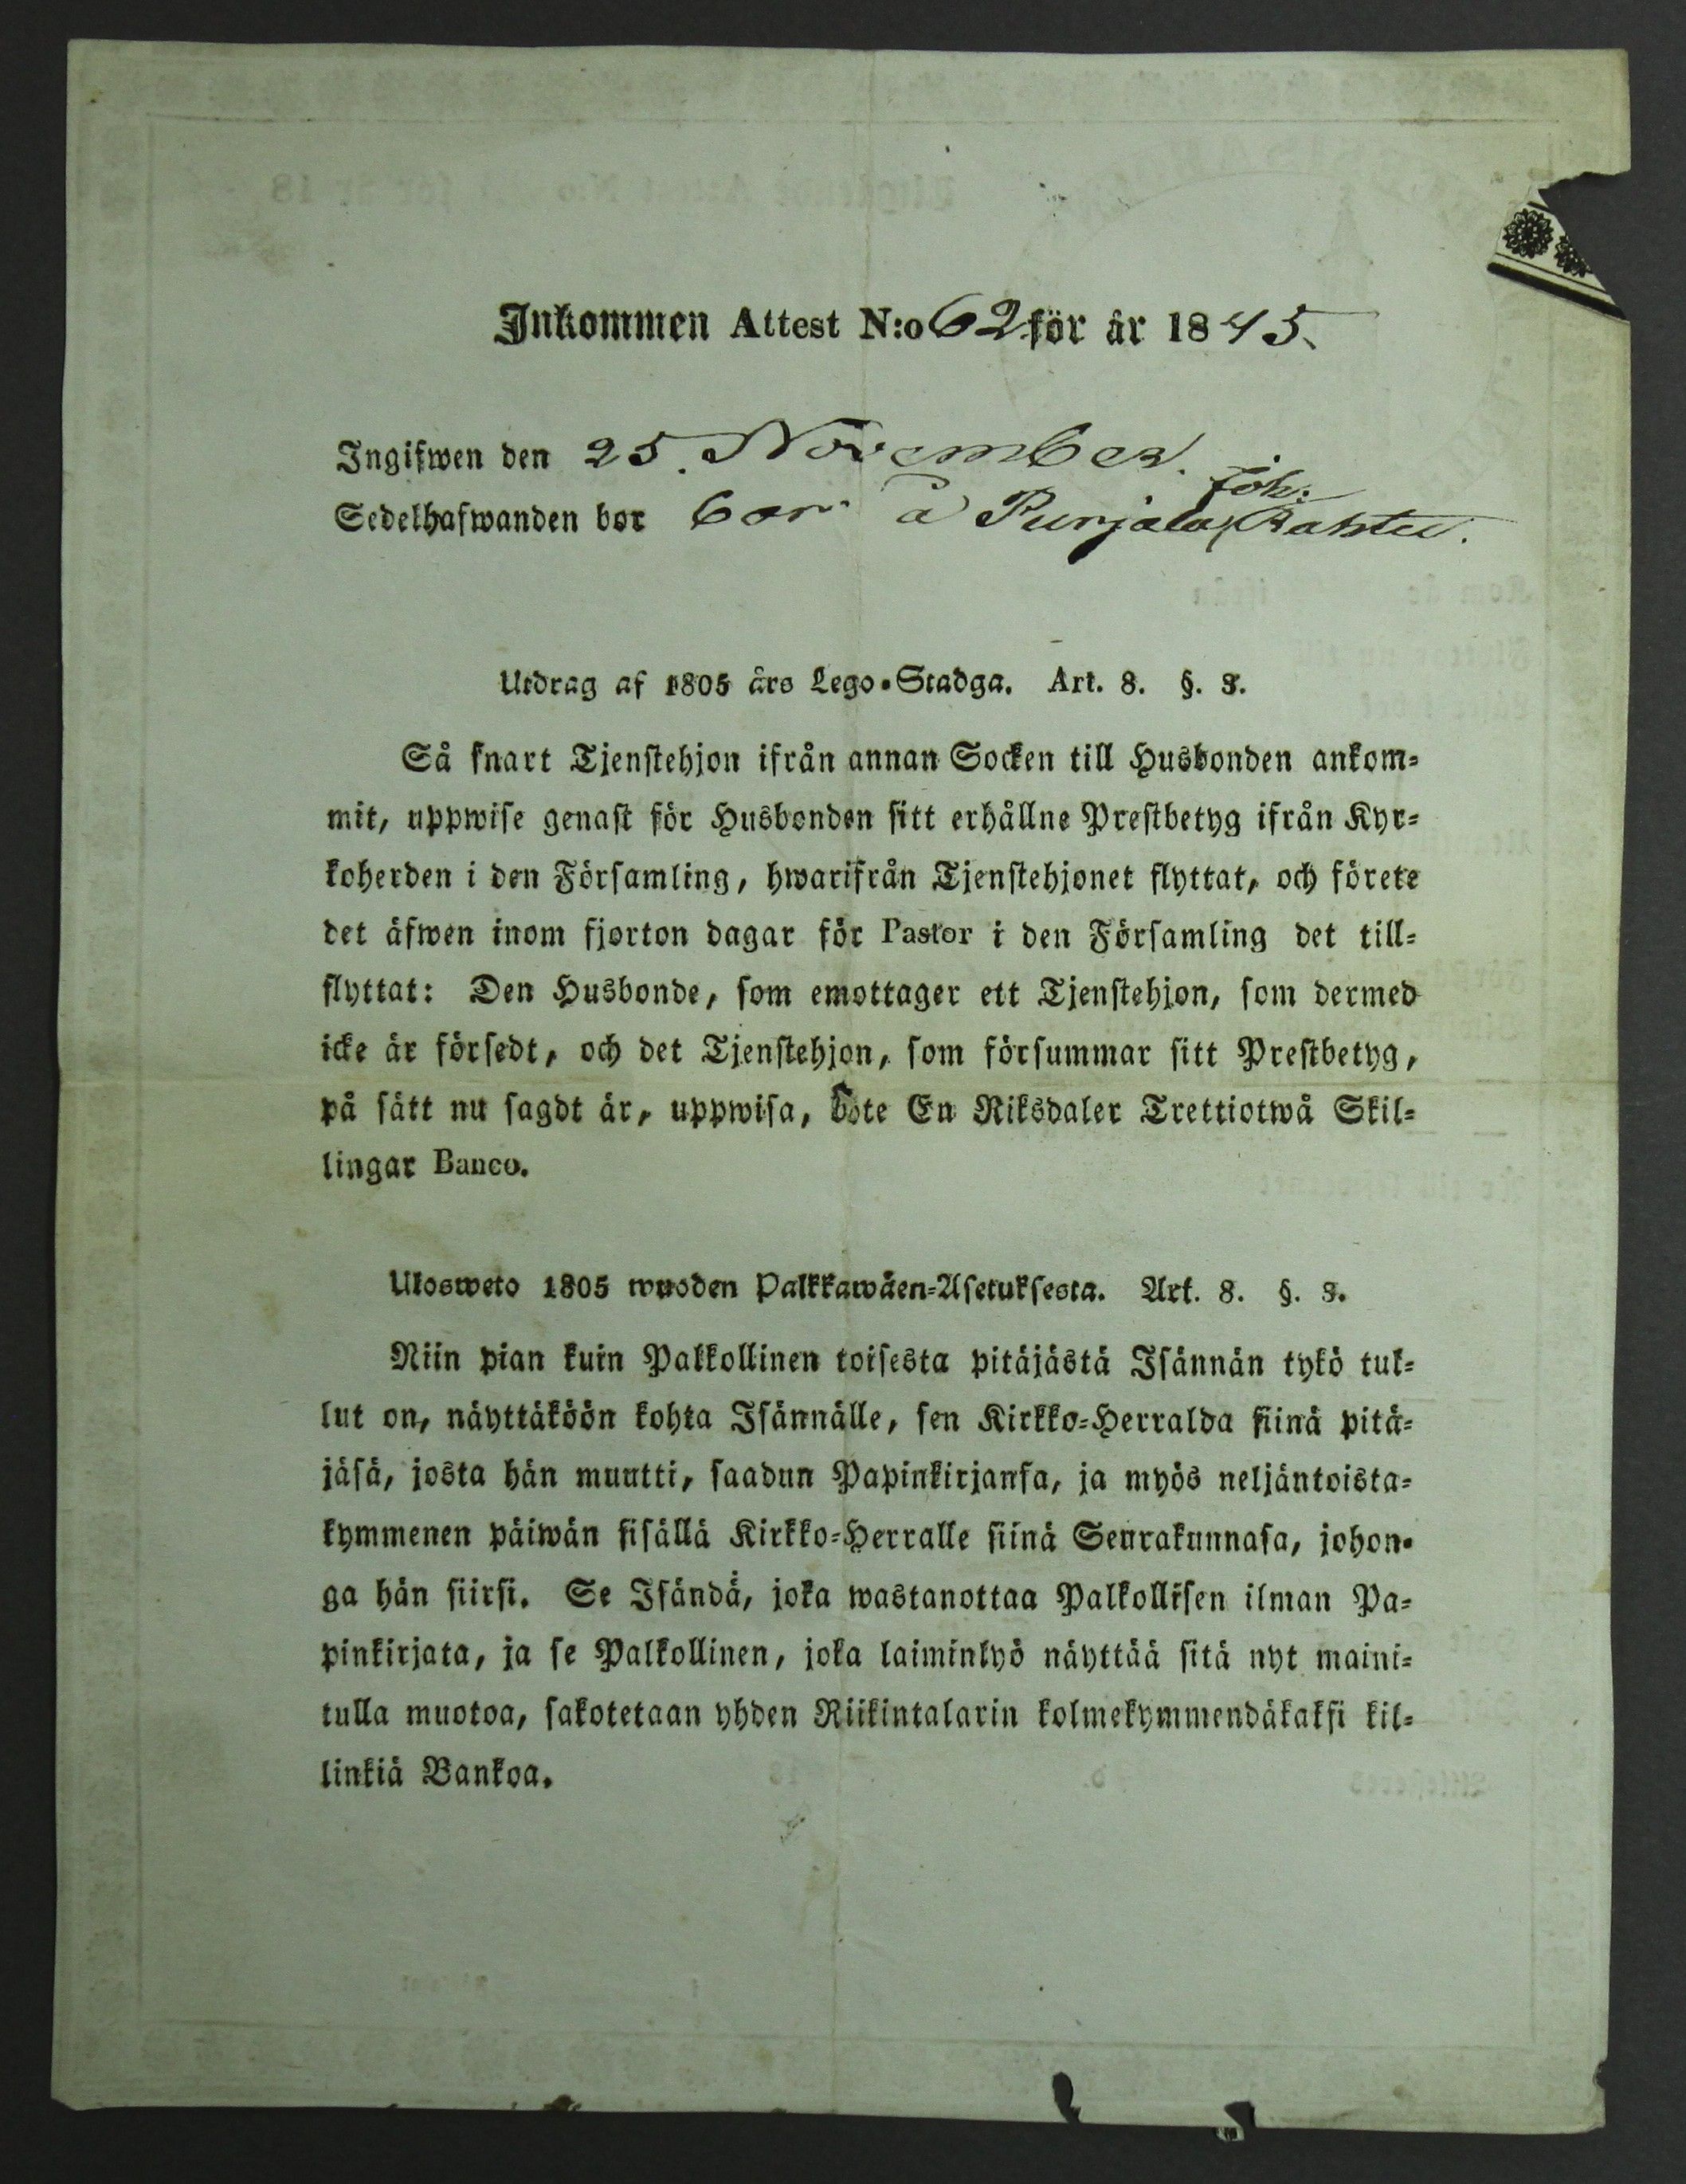 Inkommen Attest N:o 62 för år 1845.
Ingifwen den 25. November.
Joh:
Sedelhafwanden bor bor å Punjala
Utdrag af 1805 års Lego-Stadga. Art. 8. §. 3.
Så snart Tjenstehjon ifrån annan Socken till Husbonden ankom-
mit, uppwise genast för Husbonden sitt erhållne Prestbetyg ifrån Kyr-
koherden i den Församling, hwarifrån Tjenstehjonet flyttat, och förete
det äfwen inom fjorton dagar för Pastor i den Församling det till-
flyttat: Den Husbonde, som emottager ett Tjenstehjon, som dermed
icke är försedt, och det Tjenstehjon, som försummar sitt Prestbetyg,
på sätt nu sagdt är, uppwisa, bote En Riksdaler Trettiotwå Skil-
lingar Banco.
Ulosweto 1805 wuoden Palkkawäen-Asetuksesta. Art. 8. §. 3.
Niin pian kuin Palkollinen toisesta pitäjästä Isännän tykö tul-
lut on, näyttäköön kohta Isännälle, sen Kirkko-Herralda siinä pitä-
jäsä, josta hän muutti, saadun Papinkirjansa, ja myös neljäntoista-
kymmenen päiwän sisällä Kirkko-Herralle siinä Seurakunnasa, johon-
ga hän siirsi. Se Isändä, joka wastanottaa Palkollisen ilman Pa-
pinkirjata, ja se Palkollinen, joka laiminlyö näyttää sitä nyt maini-
tulla muotoa, sakotetaan yhden Riikintalarin kolmekymmendäkaksi kil-
linkiä Bankoa.